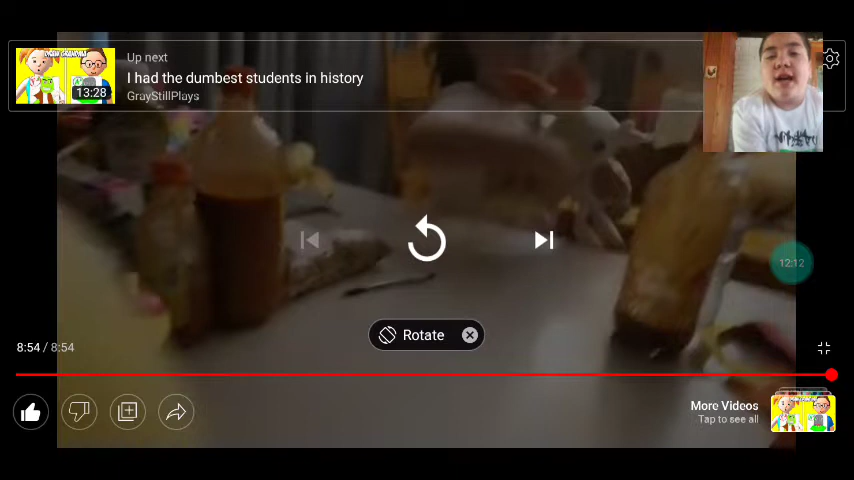 Up next
I had the dumbest students in history
GrayStillPlays
13:28
12:12
Rotate
8:54 / 8:54
More Videos
Tap to see all